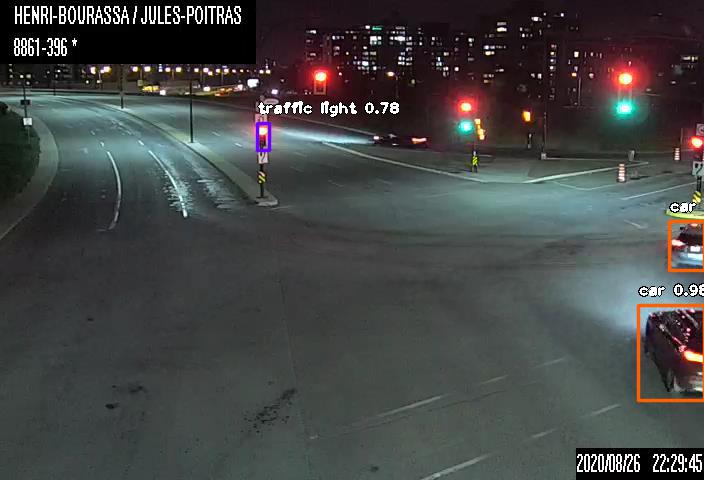 HENRI-BOURASSA / JULES-POITRAS
8861-396 *
traffic light 0.78
car
car 0.98
2020/08/26 22:29:45